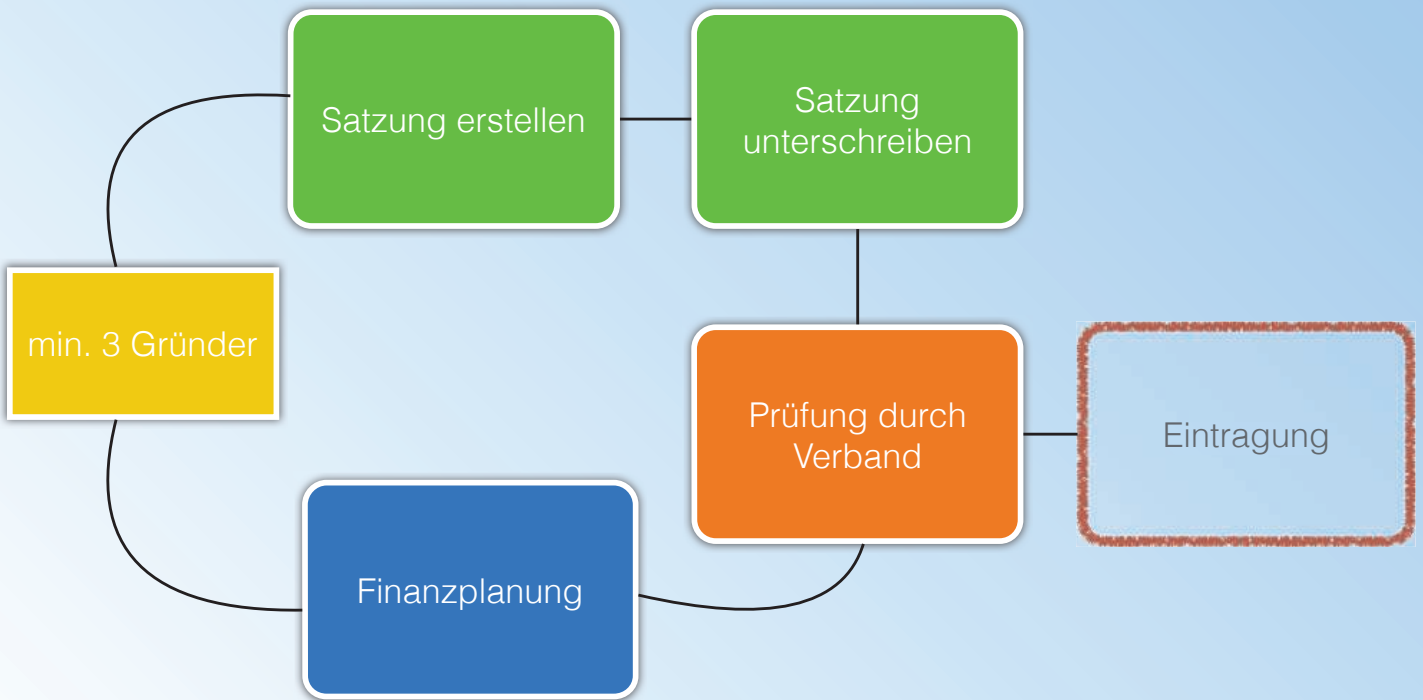 Satzung erstellen
Satzung
unterschreiben
min. 3 Gründer
Prüfung durch
Verband
Eintragung
Finanzplanung